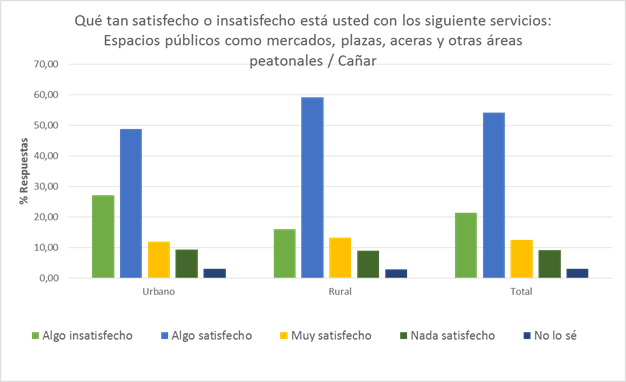 Qué tan satisfecho o insatisfecho está usted con los siguiente servicios:
Espacios públicos como mercados, plazas, aceras y otras áreas
peatonales / Cañar
70,00
60,00
50,00
40,00
30,00
20,00
10,00
0,00
% Respuestas
Urbano Rural Total
Algo insatisfecho Algo satisfecho Muy satisfecho Nada satisfecho No lo sé